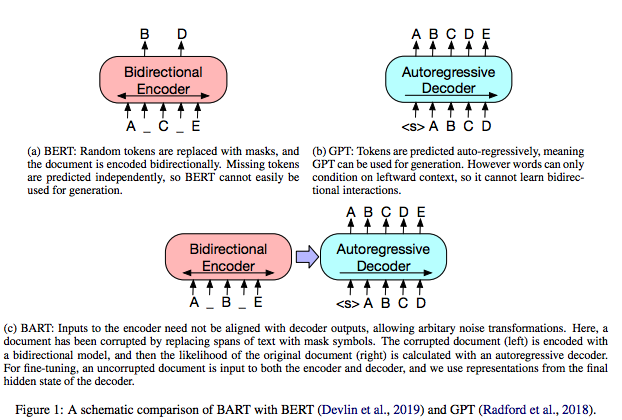 B D
Bidirectional
Encoder
A _ C _ E
A B C D E
Autoregressive
Decoder
<s> A B C D
(a) BERT: Random tokens are replaced with masks, and
the document is encoded bidirectionally. Missing tokens
are predicted independently, so BERT cannot easily be
used for generation.
(b) GPT: Tokens are predicted auto-regressively, meaning
GPT can be used for generation. However words can only
condition on leftward context, so it cannot learn bidirec-
tional interactions.
Bidirectional
Encoder
A _ B _ E
A B C D E
Autoregressive
Decoder
<s> A B C D
(c) BART: Inputs to the encoder need not be aligned with decoder outputs, allowing arbitary noise transformations. Here, a
document has been corrupted by replacing spans of text with mask symbols. The corrupted document (left) is encoded with
a bidirectional model, and then the likelihood of the original document (right) is calculated with an autoregressive decoder.
For fine-tuning, an uncorrupted document is input to both the encoder and decoder, and we use representations from the final
hidden state of the decoder.
Figure 1: A schematic comparison of BART with BERT (Devlin et al., 2019) and GPT (Radford et al., 2018).